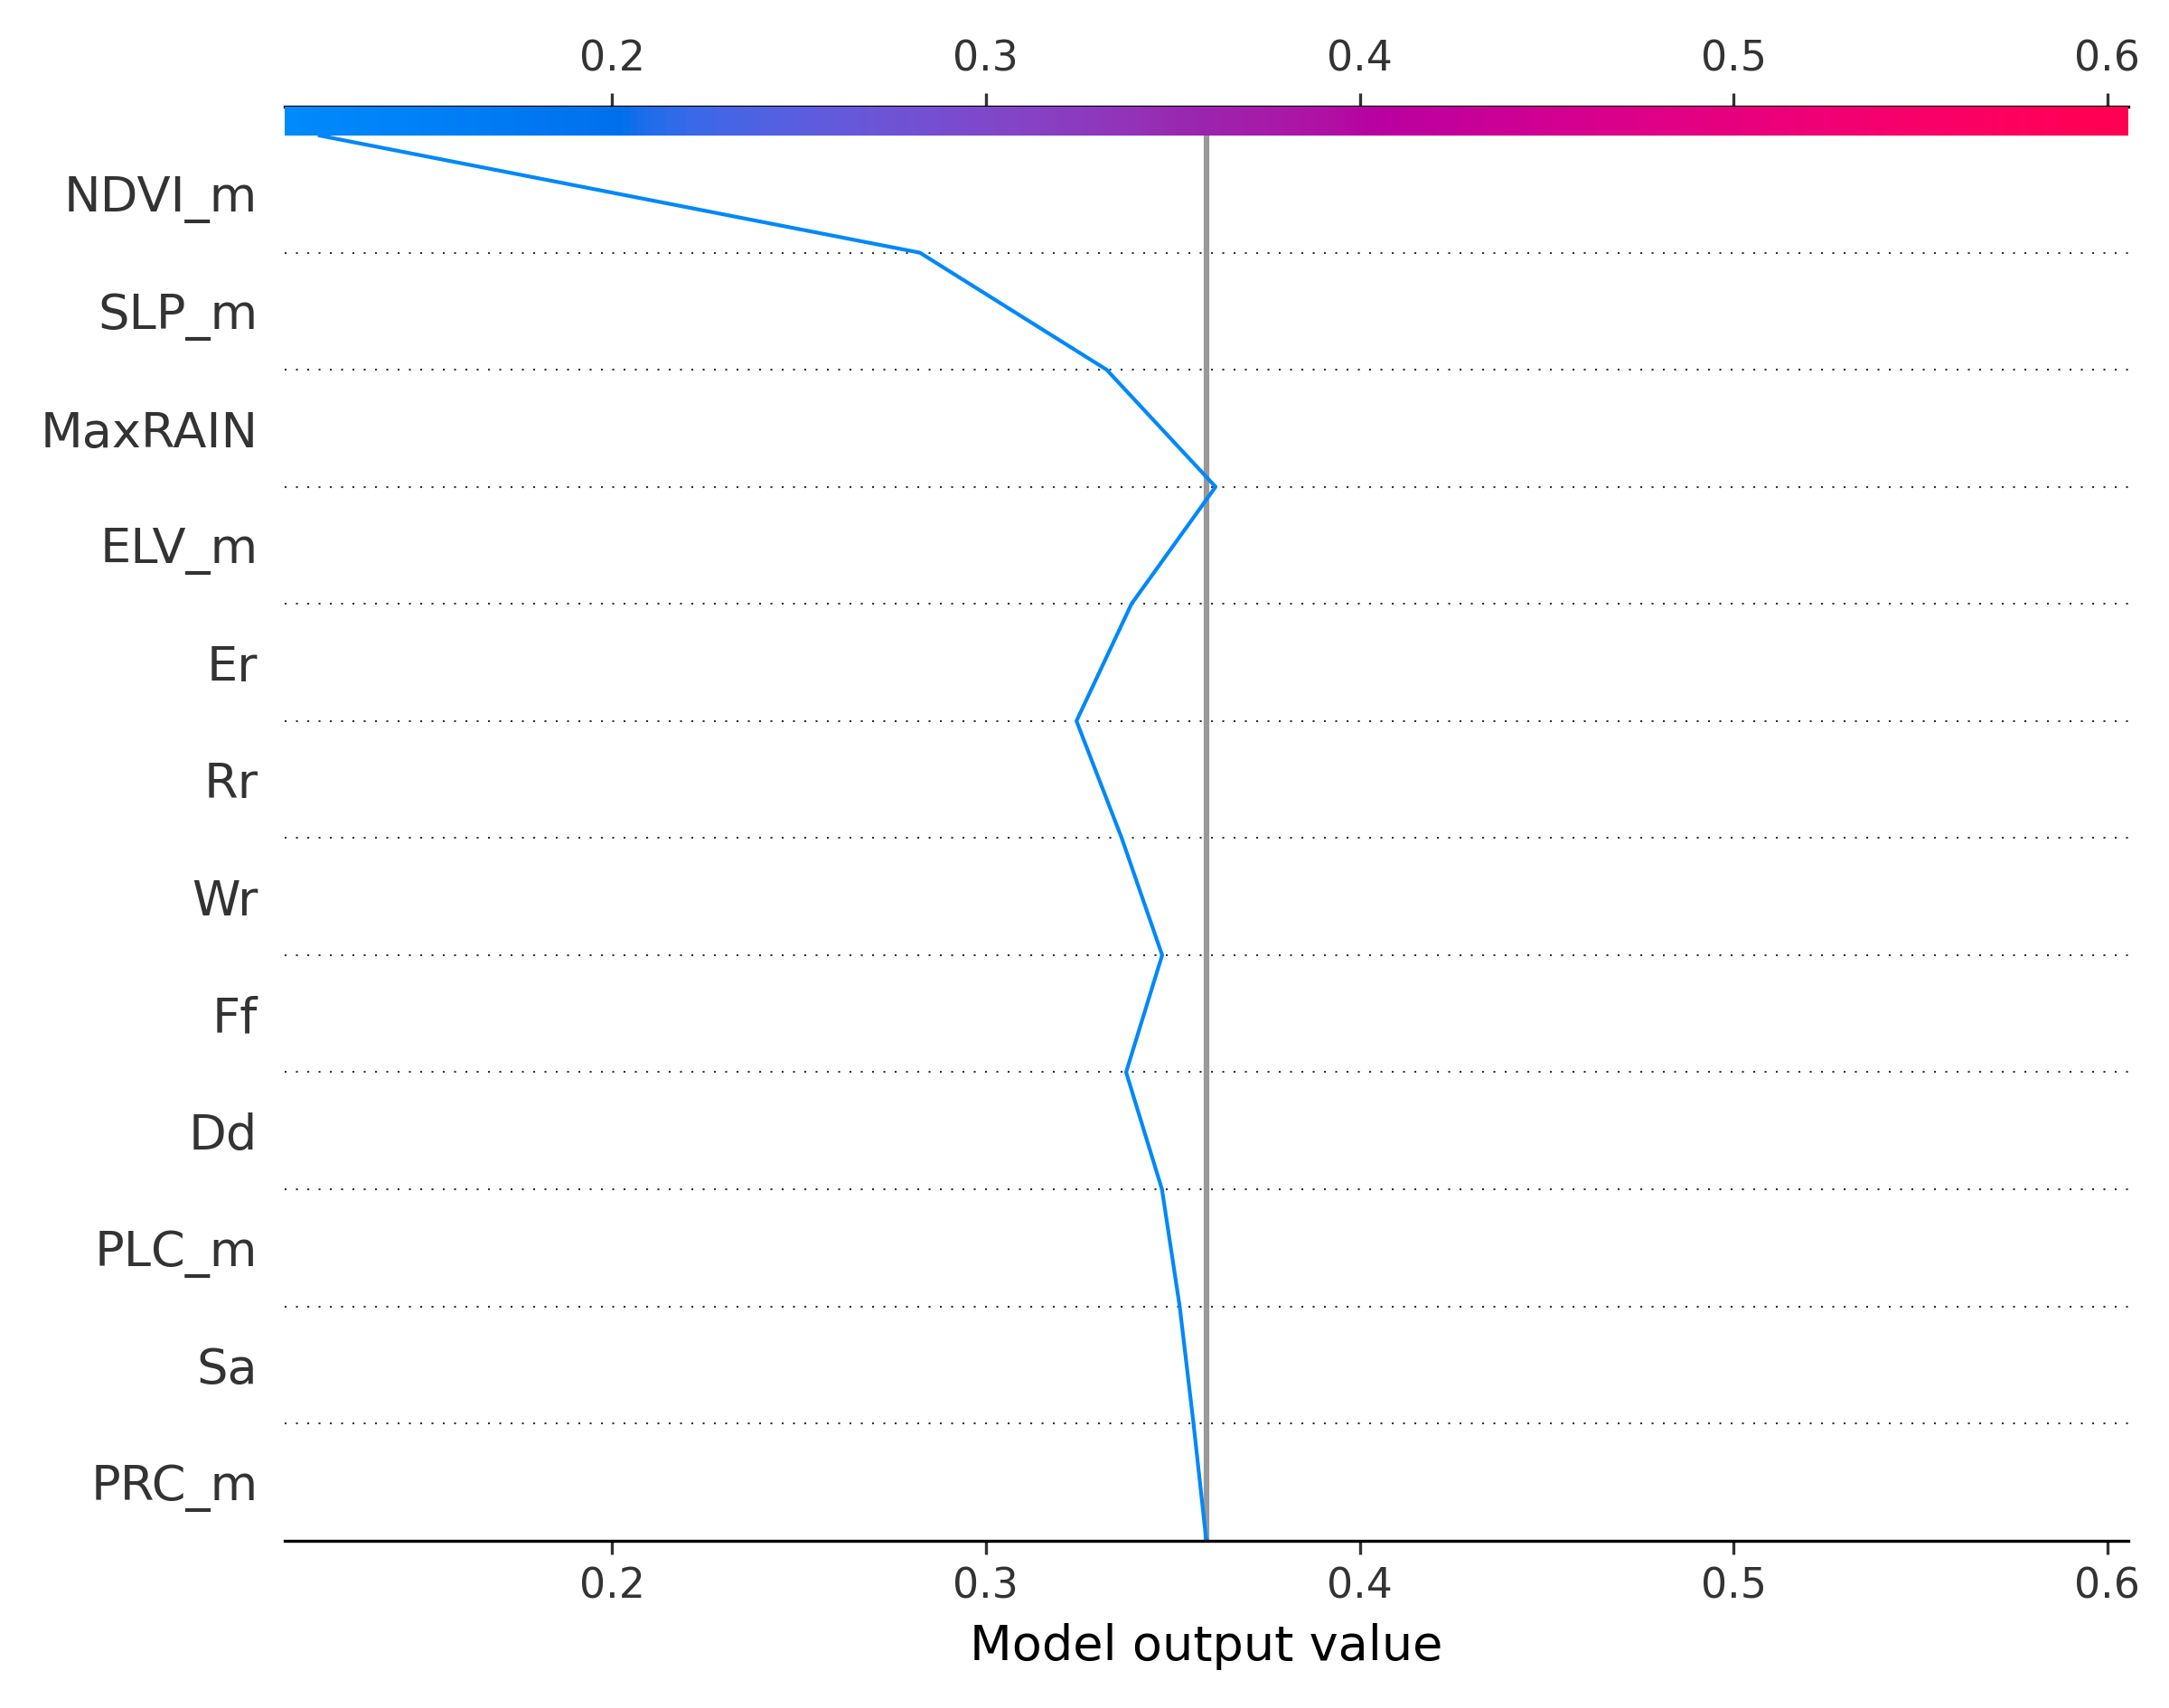 0.2 0.3 0.4 0.5 0.6
NDVI_m
SLP_m
MaxRAIN
ELV_m
Er
Rr
Wr
Ff
Dd
PLC_m
Sa
PRC_m
0.2 0.3 0.4 0.5 0.6
Model output value